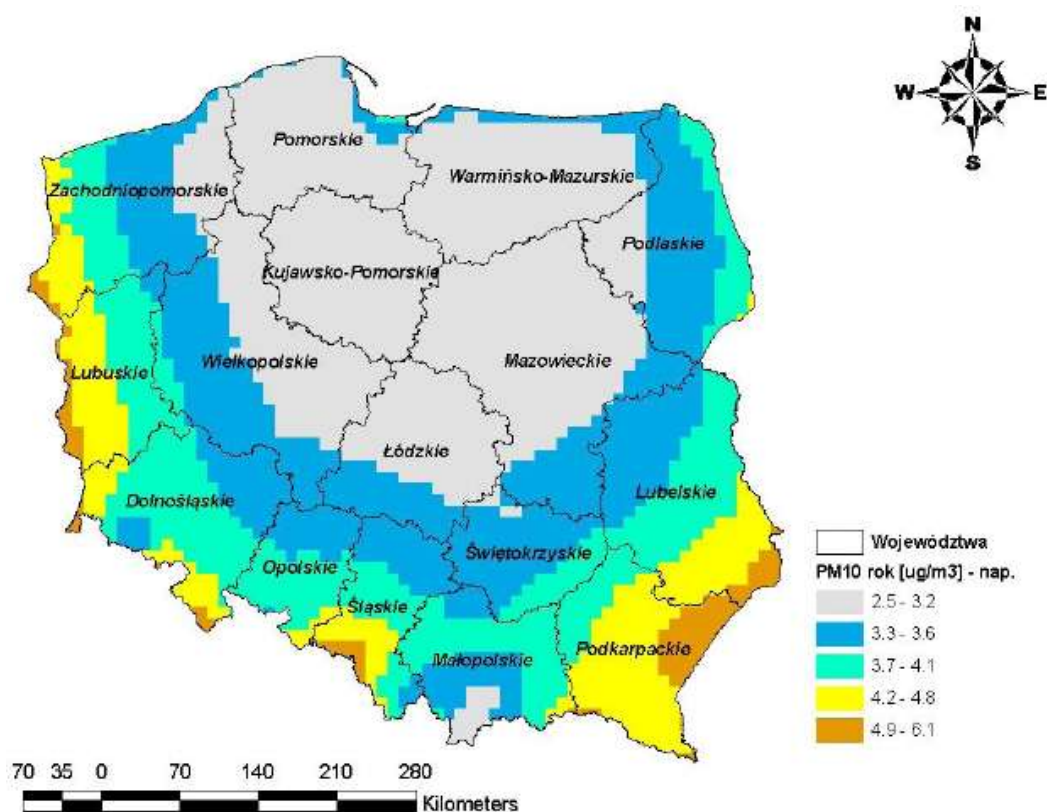 N
W E
S
Pomorskie
Warmińsko-Mazurskie
Zachodniopomorskie
Podlaskie
Kujawsko-Pomorskie
Wielkopolskie
Mazowieckie
Lubuskie
Łódzkie
Dolnośląskie
Lubelskie
Świętokrzyskie
Opolskie
Śląskie
Małopolskie
Podkarpackie
Województwa
PM10 rok [ug/m3] - nap.
2.5 - 3.2
3.3 - 3.6
3.7 - 4.1
4.2 - 4.8
4.9 - 6.1
70 35 0 70 140 210 280
Kilometers